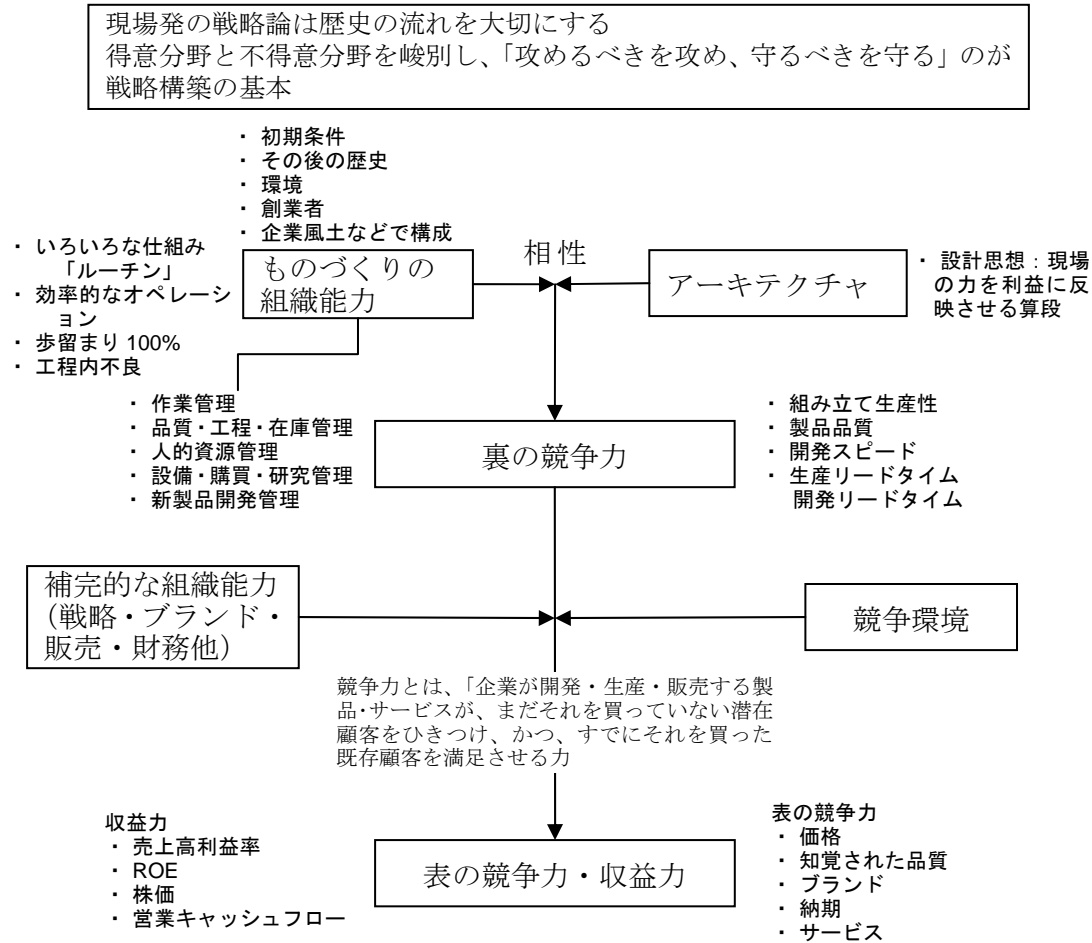 現場発の戦略論は歴史の流れを大切にする
得意分野と不得意分野を峻別し、「攻めるべきを攻め、守るべきを守る」のが
戦略構築の基本
・ 初期条件
・ その後の歴史
・ 環境
・ 創業者
・ 企業風土などで構成
・ いろいろな仕組み
「ルーチン」
・ 効率的なオペレーシ
ョン
・ 歩留まり 100%
・ 工程内不良
ものづくりの
組織能力
相性
アーキテクチャ
・ 設計思想：現場
の力を利益に反
映させる算段
・ 作業管理
・ 品質・工程・在庫管理
・ 人的資源管理
・ 設備・購買・研究管理
・ 新製品開発管理
裏の競争力
・ 組み立て生産性
・ 製品品質
・ 開発スピード
・ 生産リードタイム
開発リードタイム
補完的な組織能力
（戦略・ブランド・
販売・財務他）
競争環境
競争力とは、「企業が開発・生産・販売する製
品・サービスが、まだそれを買っていない潜在
顧客をひきつけ、かつ、すでにそれを買った
既存顧客を満足させる力
収益力
・ 売上高利益率
・ ROE
・ 株価
・ 営業キャッシュフロー
表の競争力・収益力
表の競争力
・ 価格
・ 知覚された品質
・ ブランド
・ 納期
・ サービス